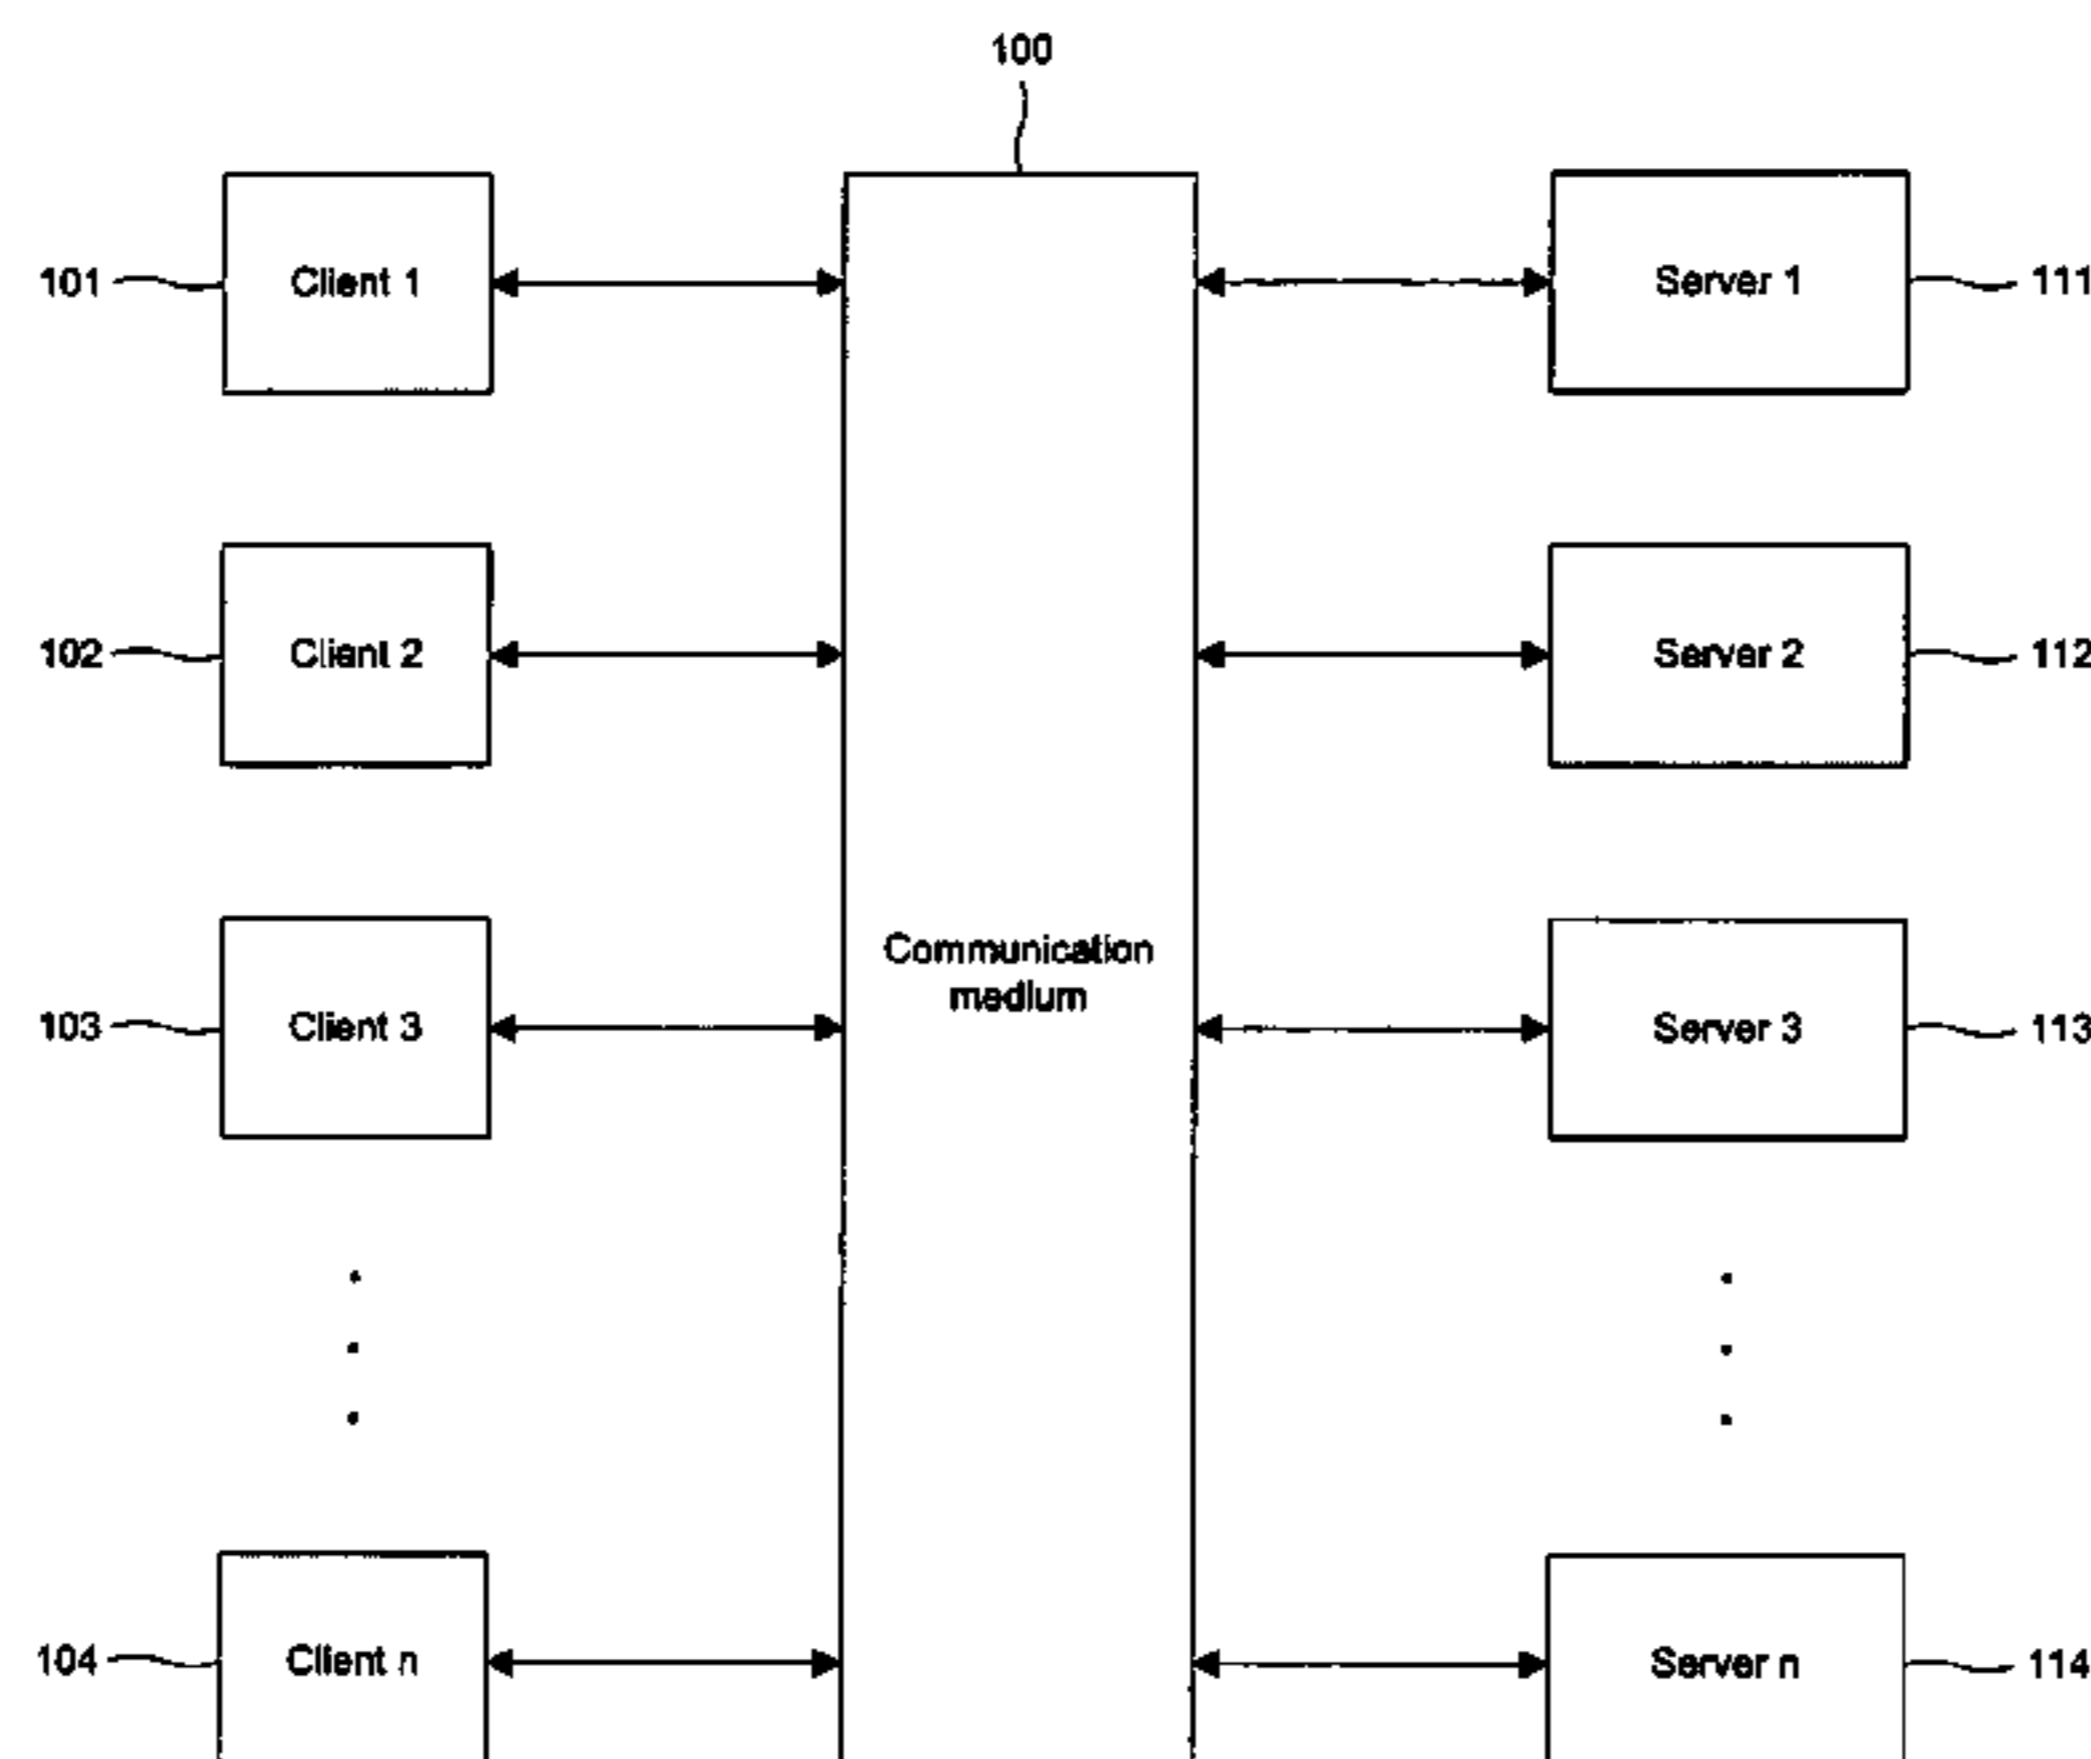 100
101 Client 1 Server 1 111
102 Client 2 Server 2 112
Communication
medium
103 Client 3 Server 3 113
104 Client n Server n 114